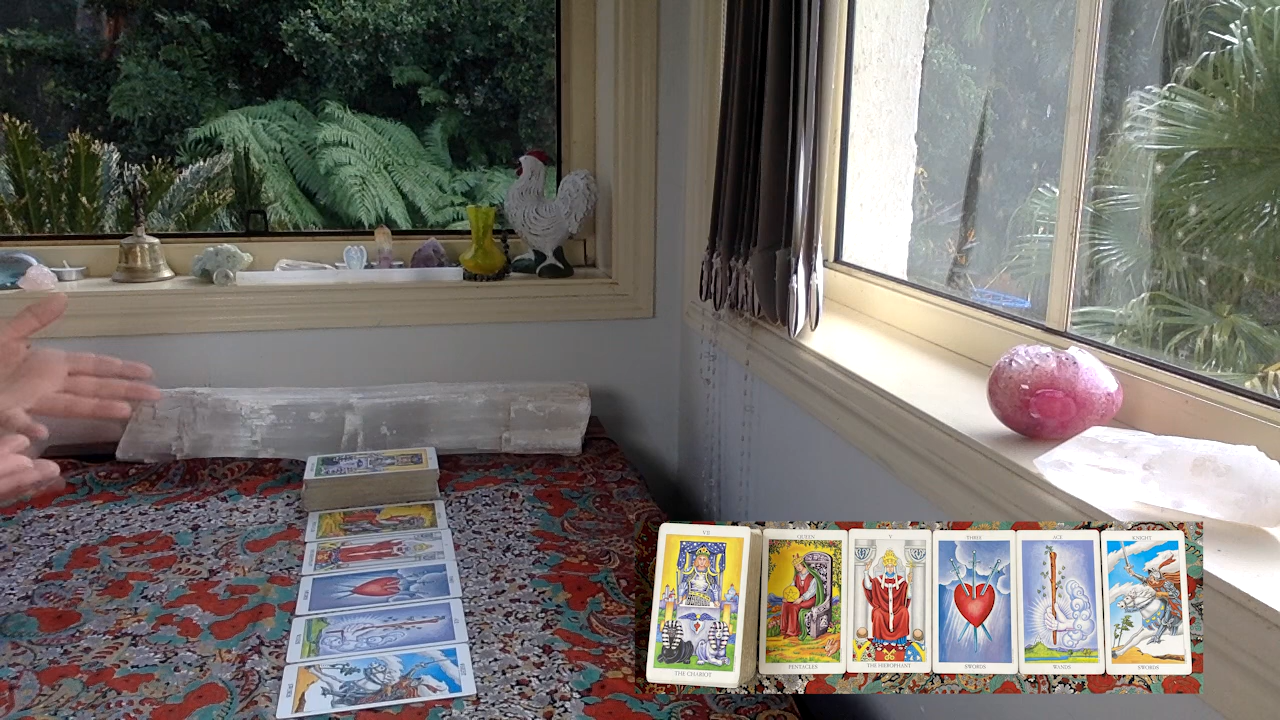 VII
THE CHARIOT
QUEEN
PENTACLES
V
THE HIEROPHANT
THREE
SWORDS
ACE
WANDS
KNIGHT
SWORDS